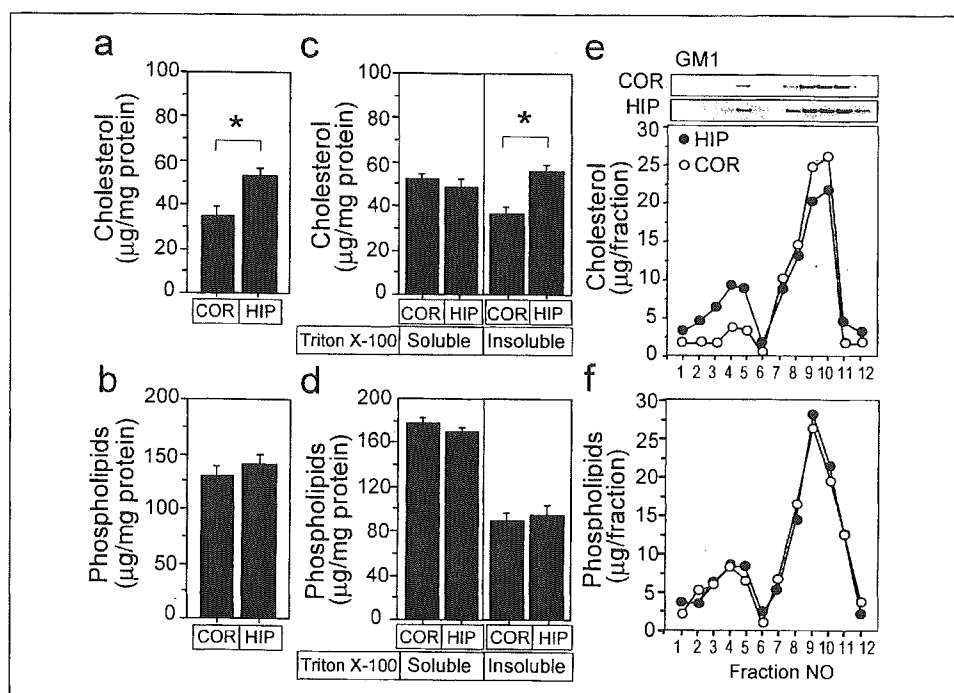 a
Cholesterol
(μg/mg protein)
100
80
60
40
20
0
*
COR HIP
b
Phospholipids
(μg/mg protein)
200
150
100
50
0
COR HIP
c
Cholesterol
(μg/mg protein)
100
80
60
40
20
0
*
COR HIP COR HIP
Triton X-100 Soluble Insoluble
d
Phospholipids
(μg/mg protein)
200
160
120
80
40
0
COR HIP COR HIP
Triton X-100 Soluble Insoluble
e
GM1
COR
HIP
Cholesterol
(μg/fraction)
30
25
20
15
10
5
0
HIP
COR
1 2 3 4 5 6 7 8 9 10 11 12
f
Phospholipids
(μg/fraction)
30
25
20
15
10
5
0
1 2 3 4 5 6 7 8 9 10 11 12
Fraction NO